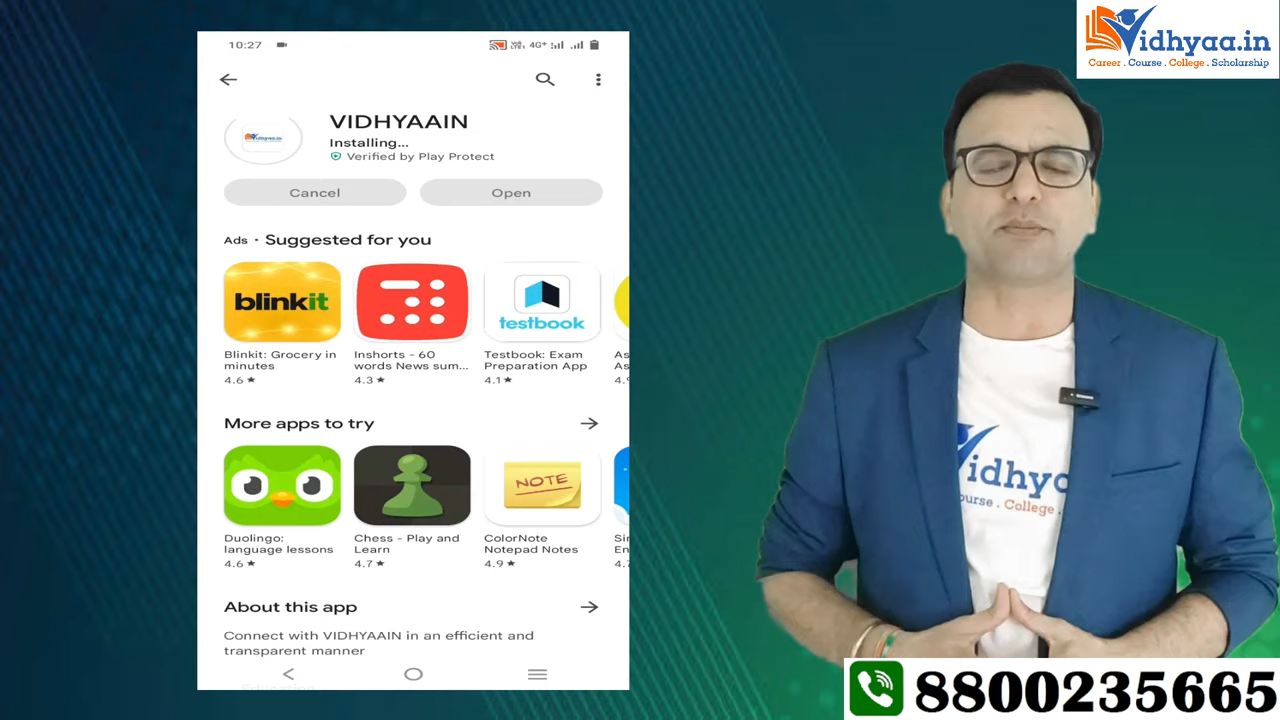 10:27
4G+
VIDHYAAIN
Installing...
Verified by Play Protect
Cancel
Open
Ads • Suggested for you
blinkit
testbook
Blinkit: Grocery in
minutes
4.6 ★
Inshorts - 60
words News sum...
4.3 ★
Testbook: Exam
Preparation App
4.1 ★
More apps to try
NOTE
Duolingo:
language lessons
4.6 ★
Chess - Play and
Learn
4.7 ★
ColorNote
Notepad Notes
4.9 ★
About this app
Connect with VIDHYAAIN in an efficient and
transparent manner
Vidhyaa.in
Career . Course . College . Scholarship
Vidhya
ourse . College .
8800235665